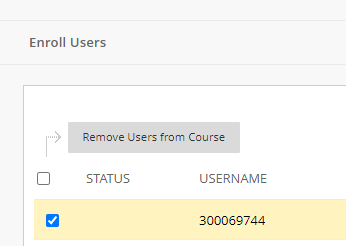 Enroll Users
Remove Users from Course
STATUS USERNAME
300069744